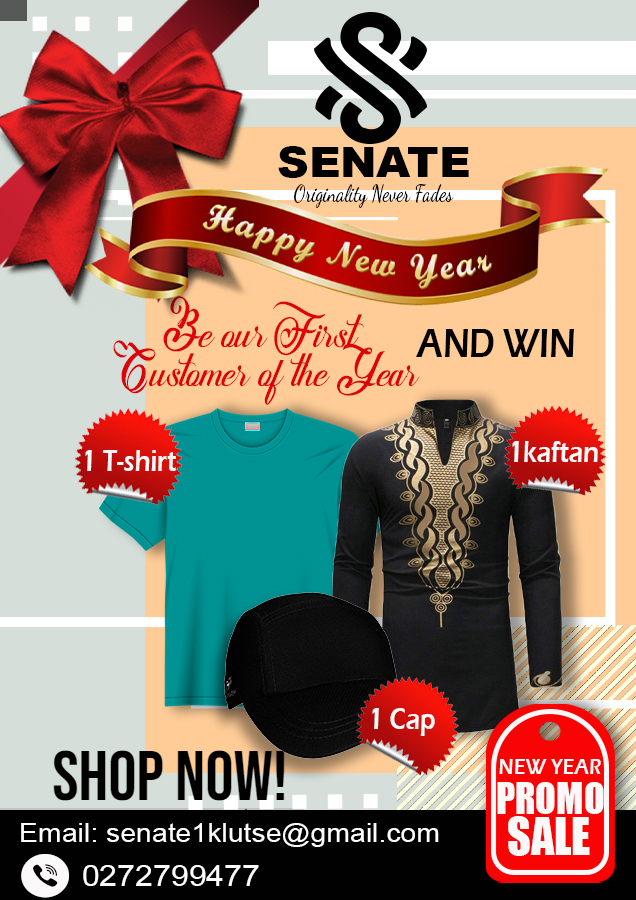 SENATE
Originality Never Fades
Happy New Year
Be our First
Customer of the Year
AND WIN
1 T-shirt
1kaftan
1 Cap
SHOP NOW!
NEW YEAR
PROMO
SALE
Email: senate1klutse@gmail.com
0272799477